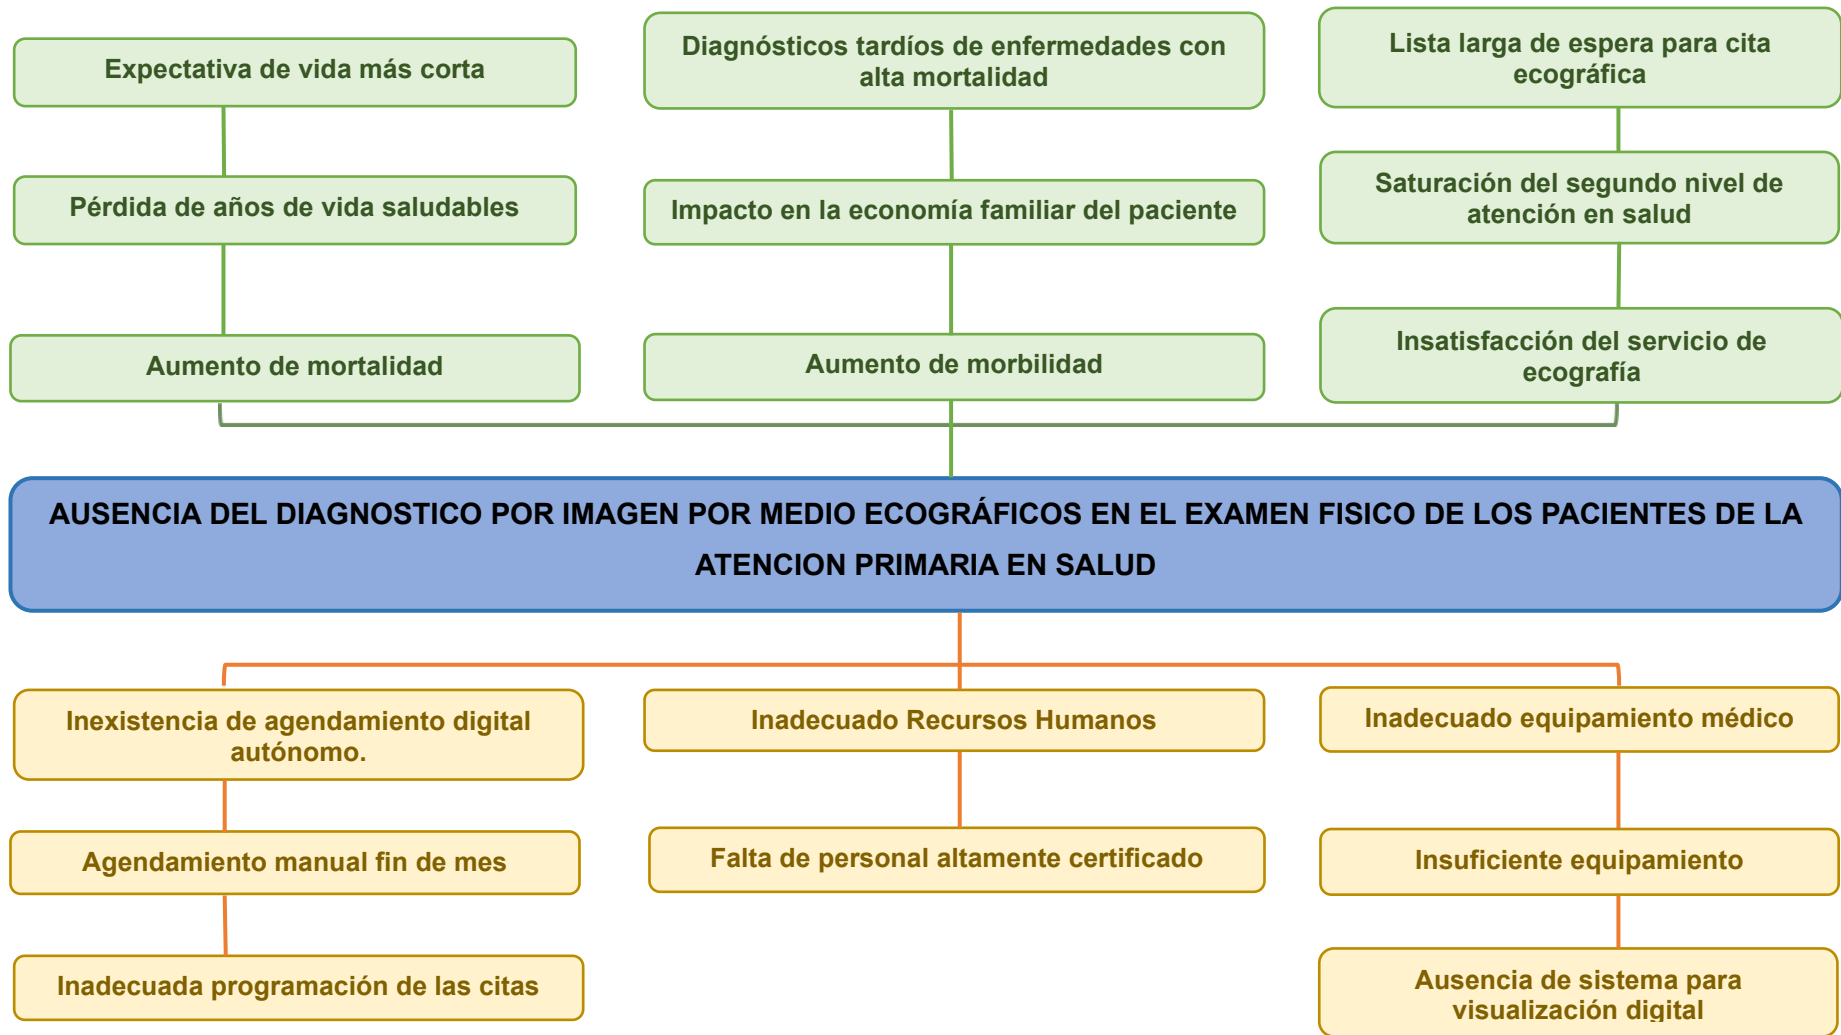 Expectativa de vida más corta
Diagnósticos tardíos de enfermedades con
alta mortalidad
Lista larga de espera para cita
ecográfica
Pérdida de años de vida saludables
Impacto en la economía familiar del paciente
Saturación del segundo nivel de
atención en salud
Aumento de mortalidad
Aumento de morbilidad
Insatisfacción del servicio de
ecografía
AUSENCIA DEL DIAGNOSTICO POR IMAGEN POR MEDIO ECOGRÁFICOS EN EL EXAMEN FISICO DE LOS PACIENTES DE LA
ATENCION PRIMARIA EN SALUD
Inexistencia de agendamiento digital
autónomo.
Inadecuado Recursos Humanos
Inadecuado equipamiento médico
Agendamiento manual fin de mes
Falta de personal altamente certificado
Insuficiente equipamiento
Inadecuada programación de las citas
Ausencia de sistema para
visualización digital